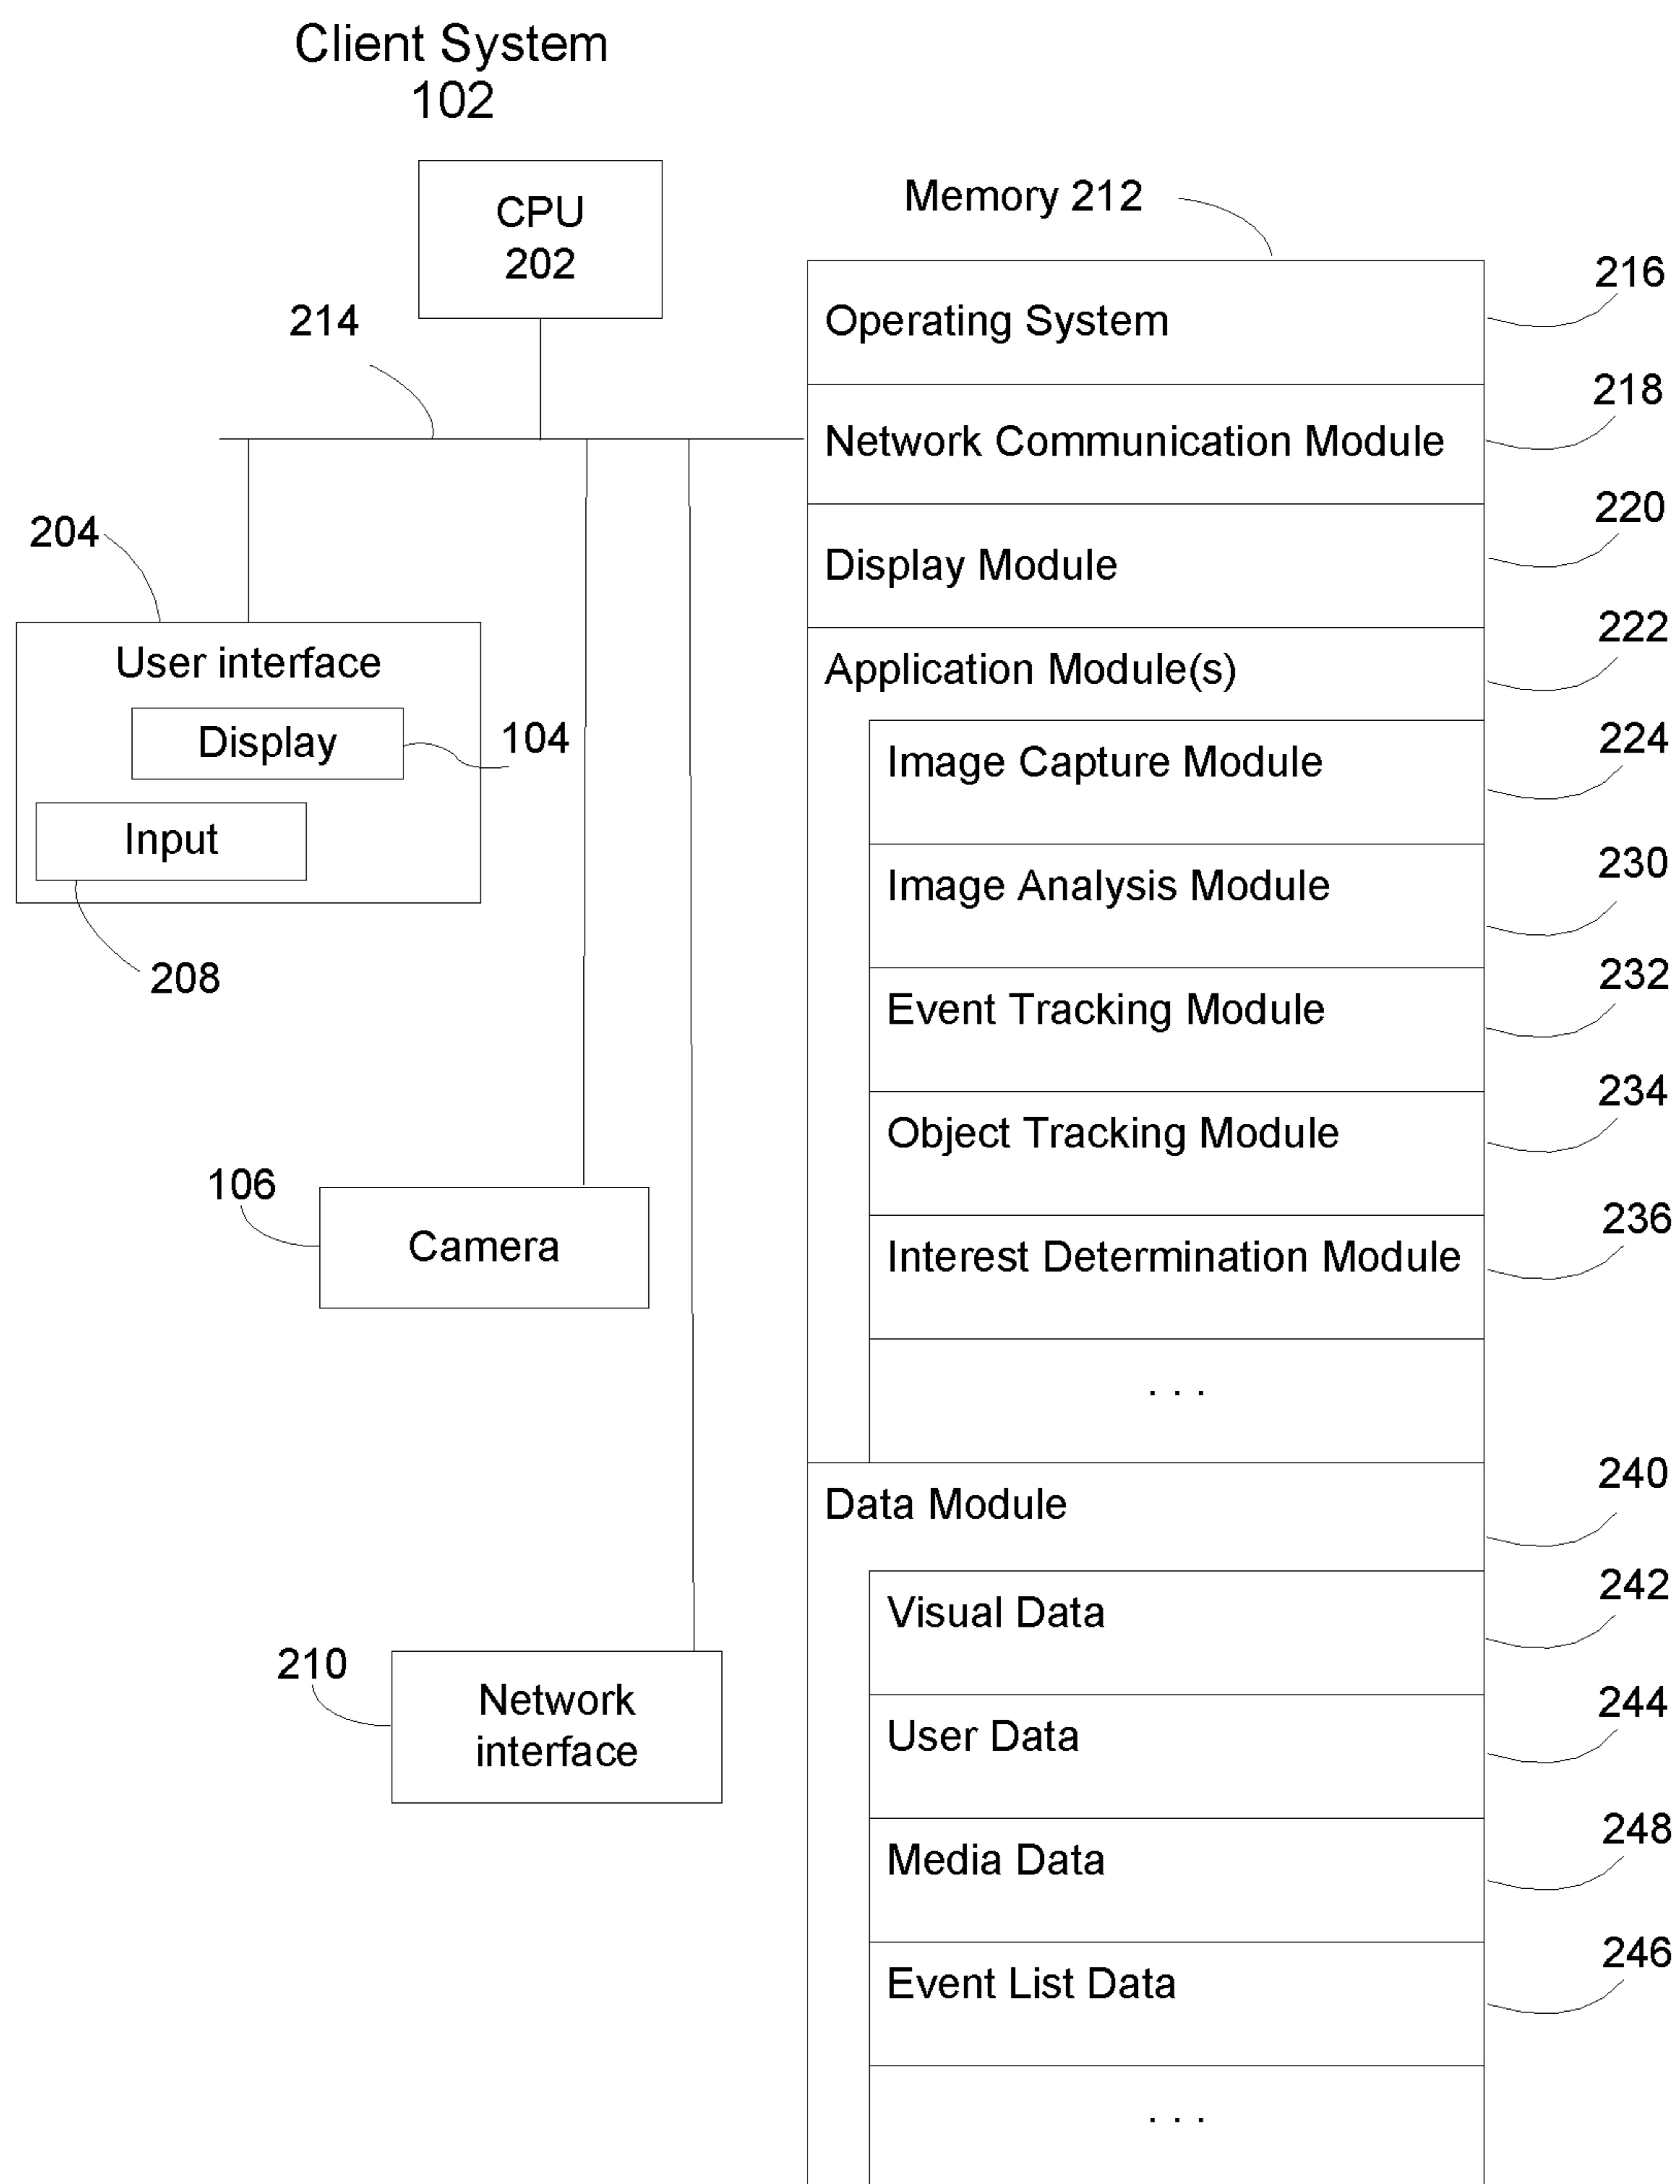 Client System
102
CPU
202
Memory 212
214
204
User interface
Display
104
Input
208
106
Camera
210
Network
interface
Operating System
216
Network Communication Module
218
Display Module
220
Application Module(s)
222
Image Capture Module
224
Image Analysis Module
230
Event Tracking Module
232
Object Tracking Module
234
Interest Determination Module
236
. . .
Data Module
240
Visual Data
242
User Data
244
Media Data
248
Event List Data
246
. . .